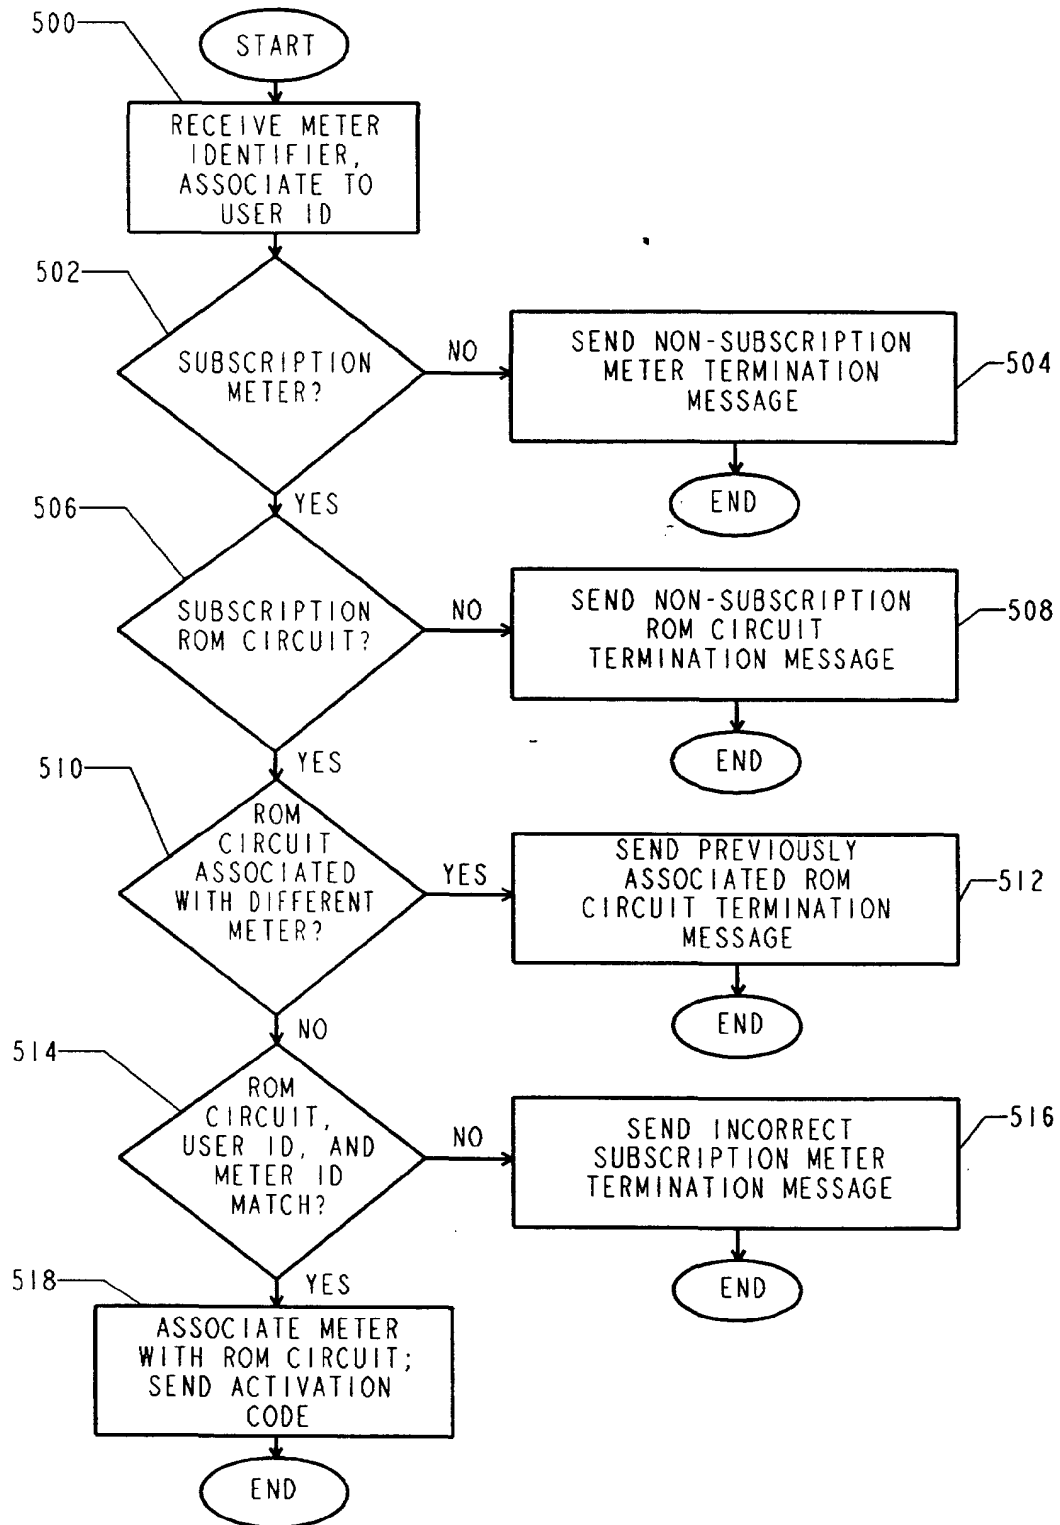 500
START
RECEIVE METER
IDENTIFIER,
ASSOCIATE TO
USER ID
502
SUBSCRIPTION
METER?
NO
SEND NON-SUBSCRIPTION
METER TERMINATION
MESSAGE
504
END
YES
506
SUBSCRIPTION
ROM CIRCUIT?
NO
SEND NON-SUBSCRIPTION
ROM CIRCUIT
TERMINATION MESSAGE
508
END
YES
510
ROM
CIRCUIT
ASSOCIATED
WITH DIFFERENT
METER?
YES
SEND PREVIOUSLY
ASSOCIATED ROM
CIRCUIT TERMINATION
MESSAGE
512
END
NO
514
ROM
CIRCUIT,
USER ID, AND
METER ID
MATCH?
NO
SEND INCORRECT
SUBSCRIPTION METER
TERMINATION MESSAGE
516
END
YES
518
ASSOCIATE METER
WITH ROM CIRCUIT;
SEND ACTIVATION
CODE
END